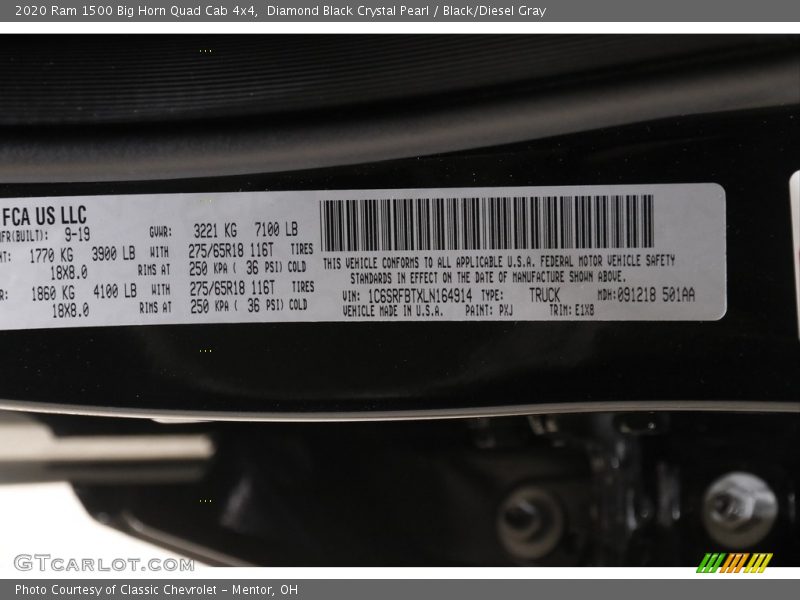 2020 Ram 1500 Big Horn Quad Cab 4x4,  Diamond Black Crystal Pearl / Black/Diesel Gray
FCA US LLC
MFR(BUILT): 9-19 GVWR: 3221 KG 7100 LB
NT: 1770 KG 3900 LB WITH 275/65R18 116T TIRES
18X8.0 RIMS AT 250 KPA ( 36 PSI) COLD
R: 1860 KG 4100 LB WITH 275/65R18 116T TIRES
18X8.0 RIMS AT 250 KPA ( 36 PSI) COLD
THIS VEHICLE CONFORMS TO ALL APPLICABLE U.S.A. FEDERAL MOTOR VEHICLE SAFETY
STANDARDS IN EFFECT ON THE DATE OF MANUFACTURE SHOWN ABOVE.
VIN: 1C6SRFBTXLN164914 TYPE: TRUCK MDH:091218 501AA
VEHICLE MADE IN U.S.A. PAINT: PXJ TRIM: E1X8
GTCARLOT.COM
Photo Courtesy of Classic Chevrolet - Mentor, OH